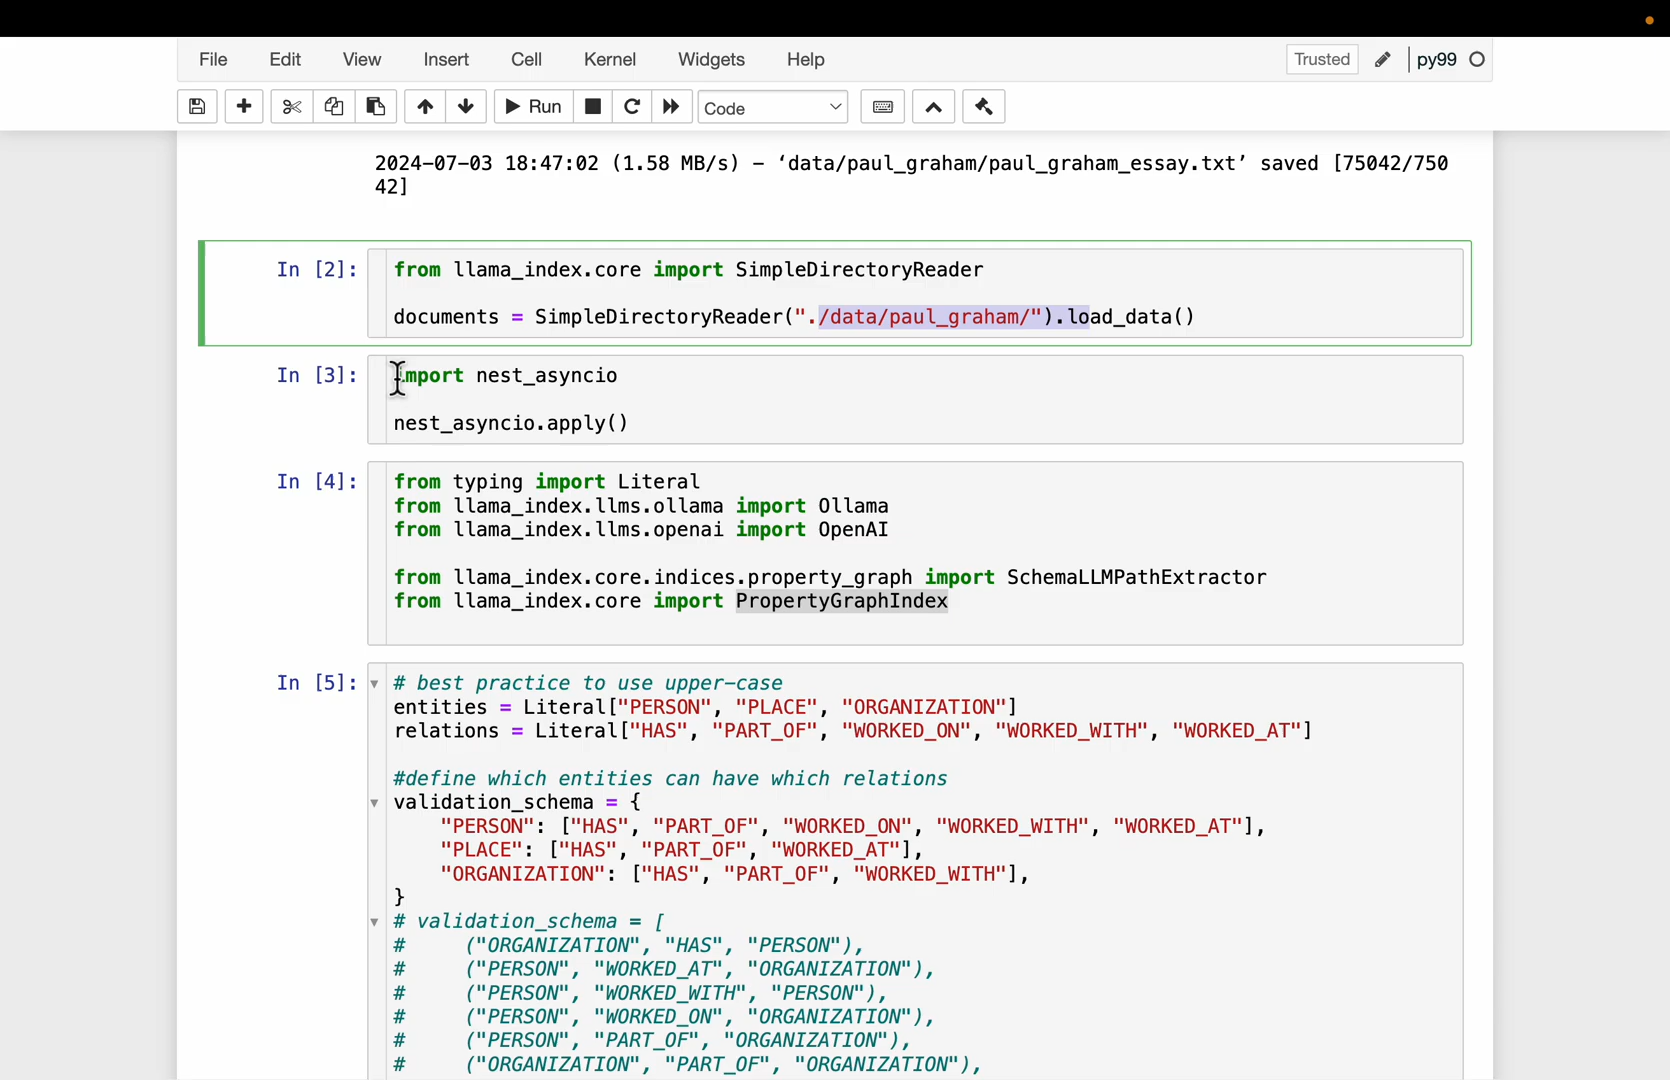 File Edit View Insert Cell Kernel Widgets Help Trusted py99
Run Code
2024-07-03 18:47:02 (1.58 MB/s) - ‘data/paul_graham/paul_graham_essay.txt’ saved [75042/750
42]
In [2]: from llama_index.core import SimpleDirectoryReader
documents = SimpleDirectoryReader("./data/paul_graham/").load_data()
In [3]: import nest_asyncio
nest_asyncio.apply()
In [4]: from typing import Literal
from llama_index.llms.ollama import Ollama
from llama_index.llms.openai import OpenAI
from llama_index.core.indices.property_graph import SchemaLLMPathExtractor
from llama_index.core import PropertyGraphIndex
In [5]: # best practice to use upper-case
entities = Literal["PERSON", "PLACE", "ORGANIZATION"]
relations = Literal["HAS", "PART_OF", "WORKED_ON", "WORKED_WITH", "WORKED_AT"]
#define which entities can have which relations
validation_schema = {
"PERSON": ["HAS", "PART_OF", "WORKED_ON", "WORKED_WITH", "WORKED_AT"],
"PLACE": ["HAS", "PART_OF", "WORKED_AT"],
"ORGANIZATION": ["HAS", "PART_OF", "WORKED_WITH"],
}
# validation_schema = [
# ("ORGANIZATION", "HAS", "PERSON"),
# ("PERSON", "WORKED_AT", "ORGANIZATION"),
# ("PERSON", "WORKED_WITH", "PERSON"),
# ("PERSON", "WORKED_ON", "ORGANIZATION"),
# ("PERSON", "PART_OF", "ORGANIZATION"),
# ("ORGANIZATION", "PART_OF", "ORGANIZATION"),